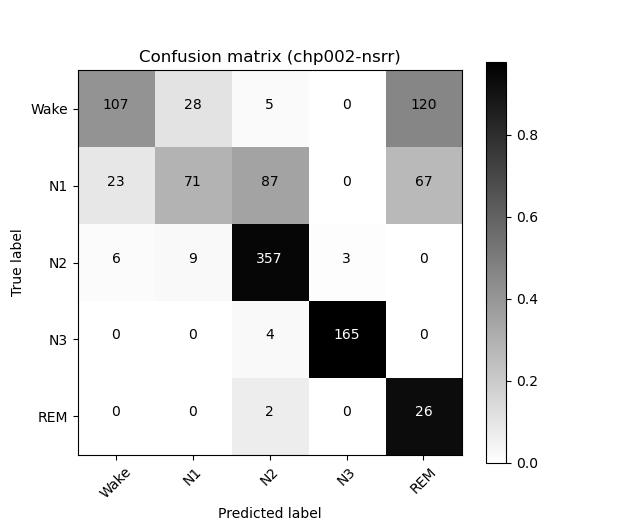 Confusion matrix (chp002-nsrr)
Wake 107 28 5 0 120
N1 23 71 87 0 67
N2 6 9 357 3 0
N3 0 0 4 165 0
REM 0 0 2 0 26
Wake N1 N2 N3 REM
True label
Predicted label
0.8
0.6
0.4
0.2
0.0